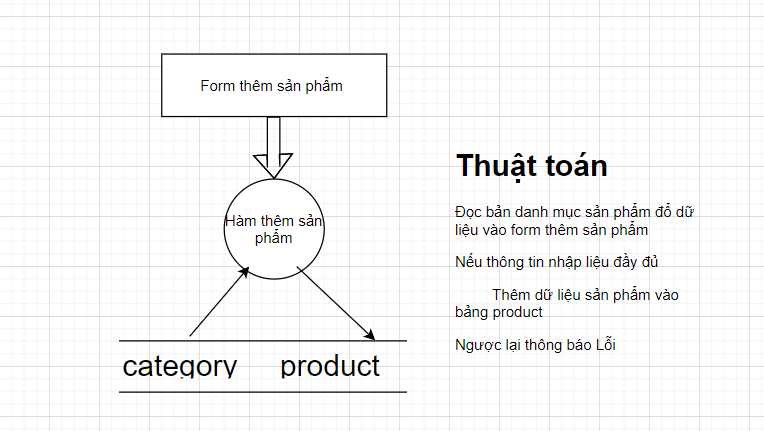 Form thêm sản phẩm
Hàm thêm sản
phẩm
category
product
Thuật toán
Đọc bản danh mục sản phẩm đổ dữ
liệu vào form thêm sản phẩm
Nếu thông tin nhập liệu đầy đủ
Thêm dữ liệu sản phẩm vào
bảng product
Ngược lại thông báo Lỗi